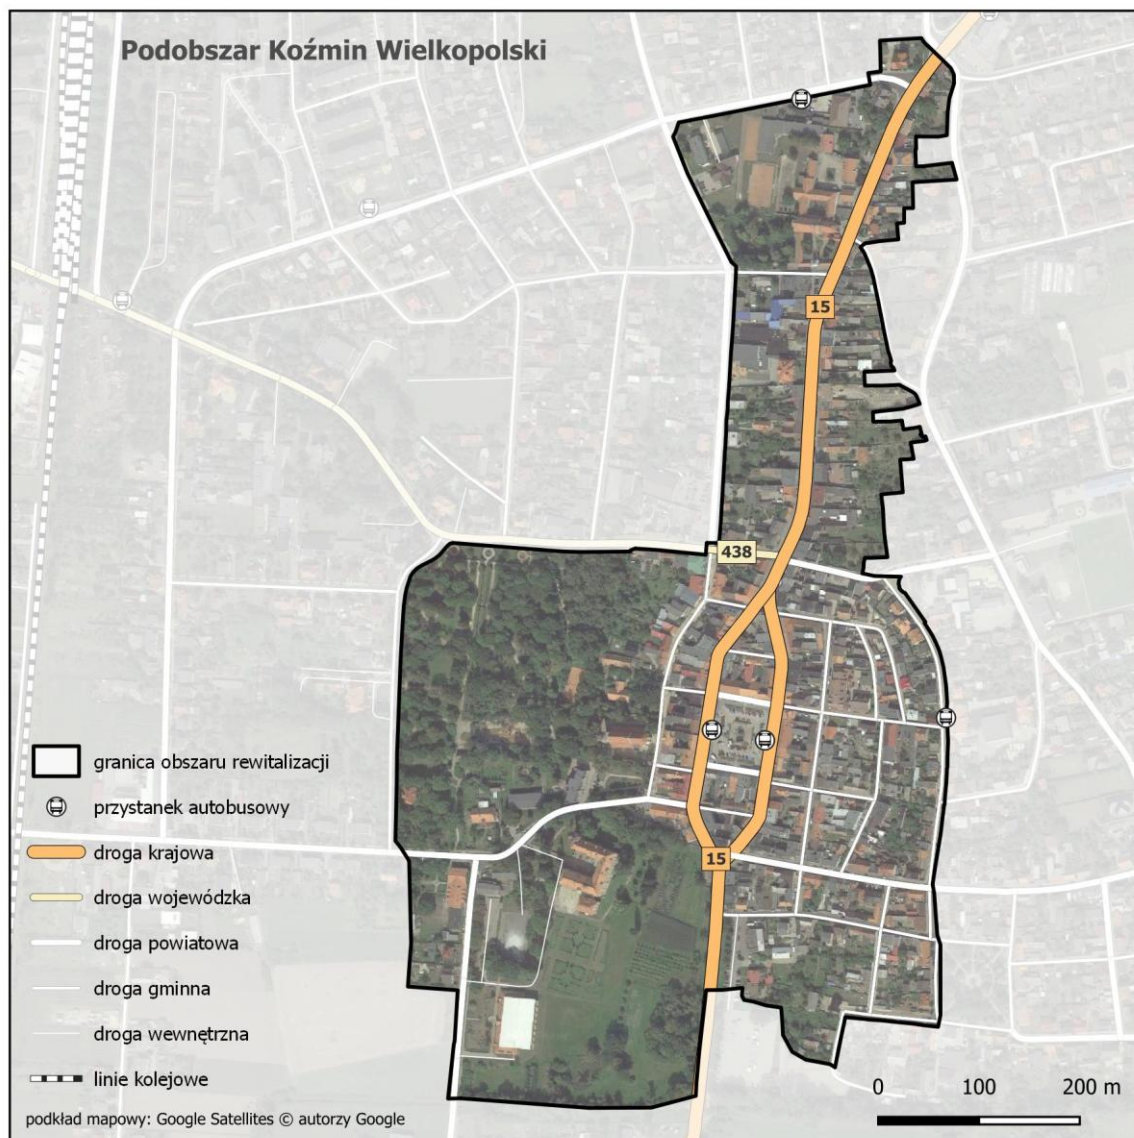 Podobszar Koźmin Wielkopolski
15
438
15
granica obszaru rewitalizacji
przystanek autobusowy
droga krajowa
droga wojewódzka
droga powiatowa
droga gminna
droga wewnętrzna
linie kolejowe
podkład mapowy: Google Satellites © autorzy Google
0 100 200 m